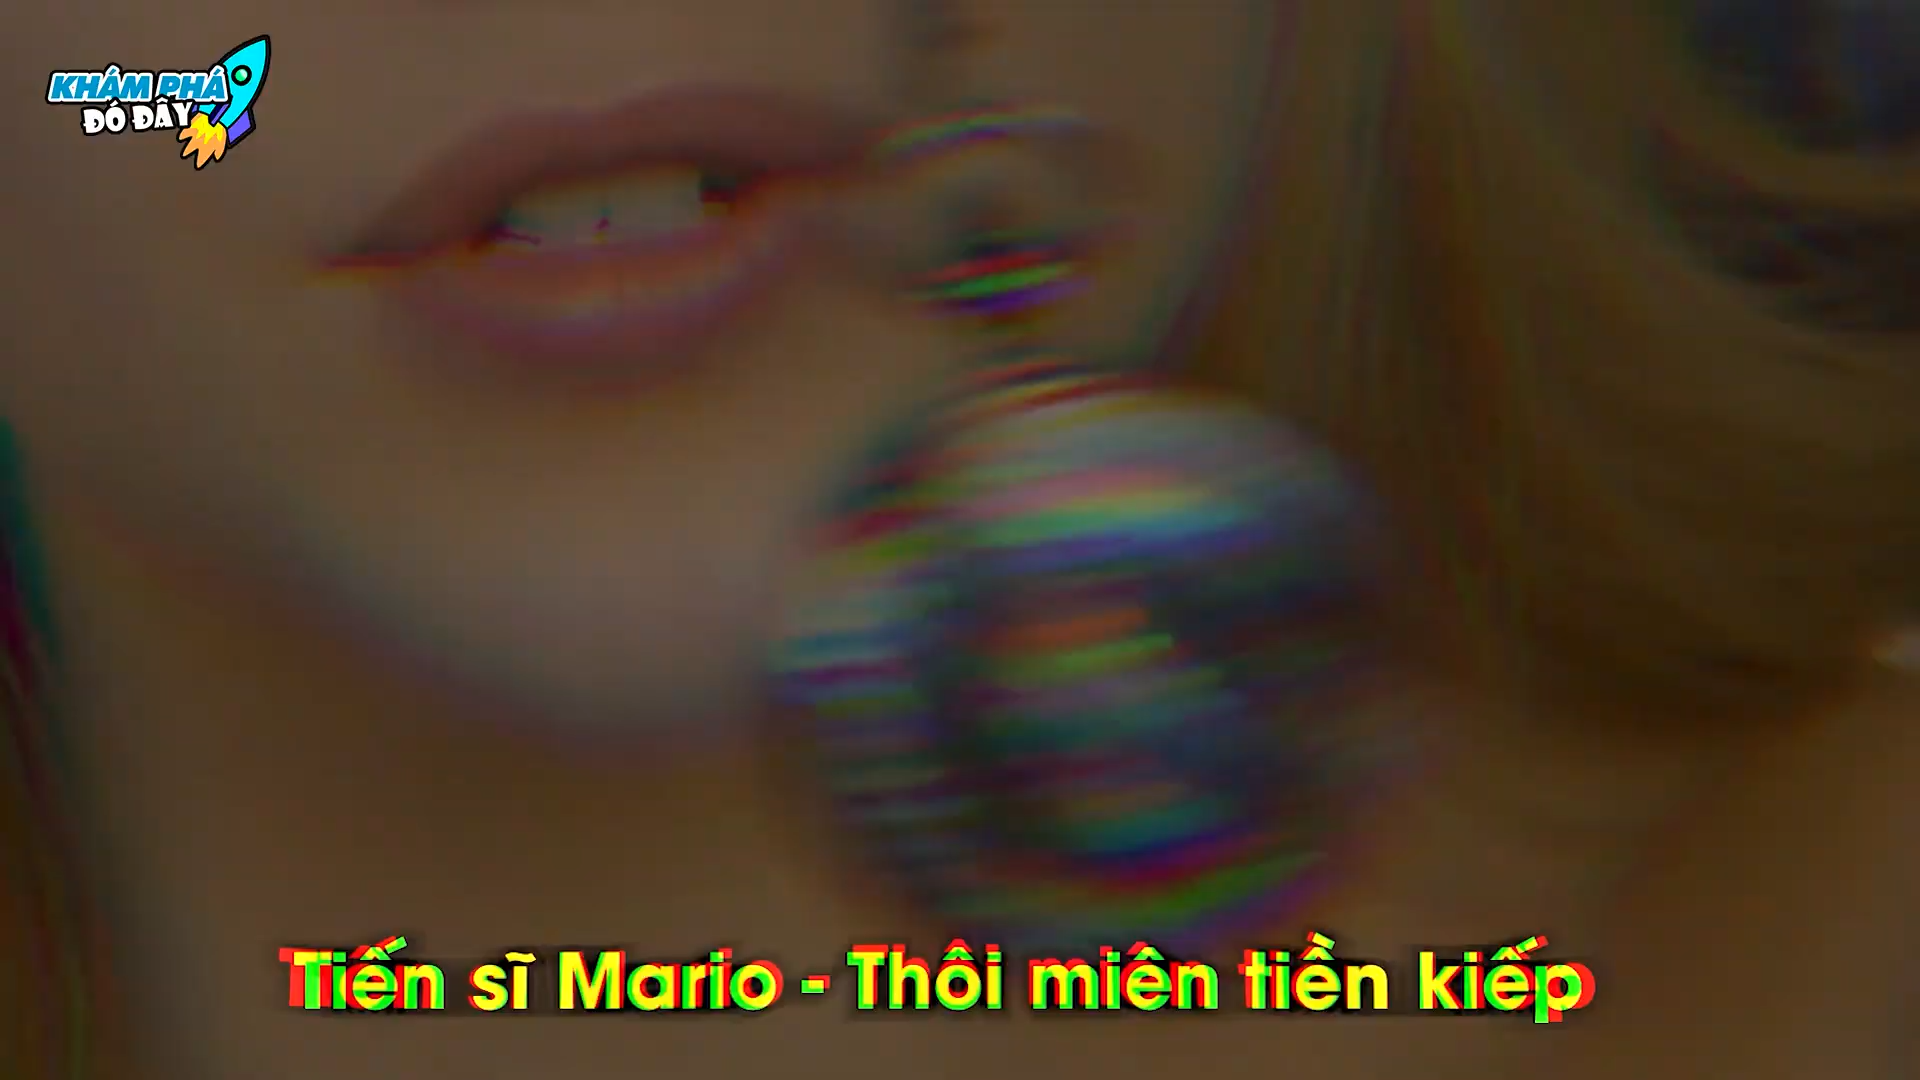 KHÁM PHÁ
ĐÓ ĐÂY
Tiến sĩ Mario - Thôi miên tiền kiếp